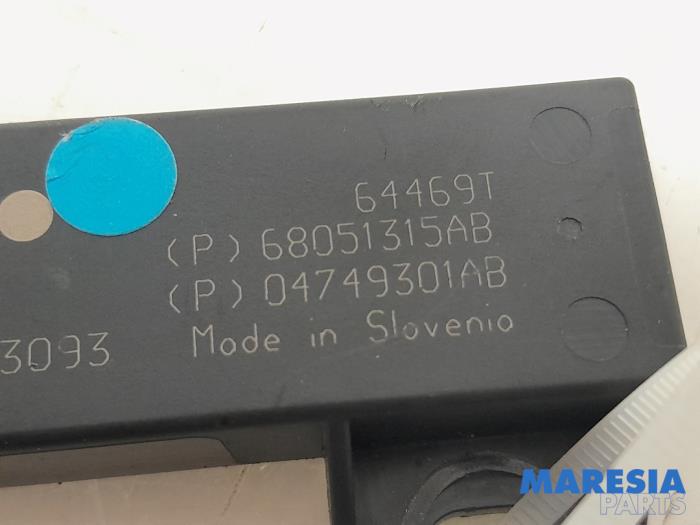 64469T
(P) 68051315AB
(P) 04749301AB
3093
Made in Slovenia
MARESIA
PARTS